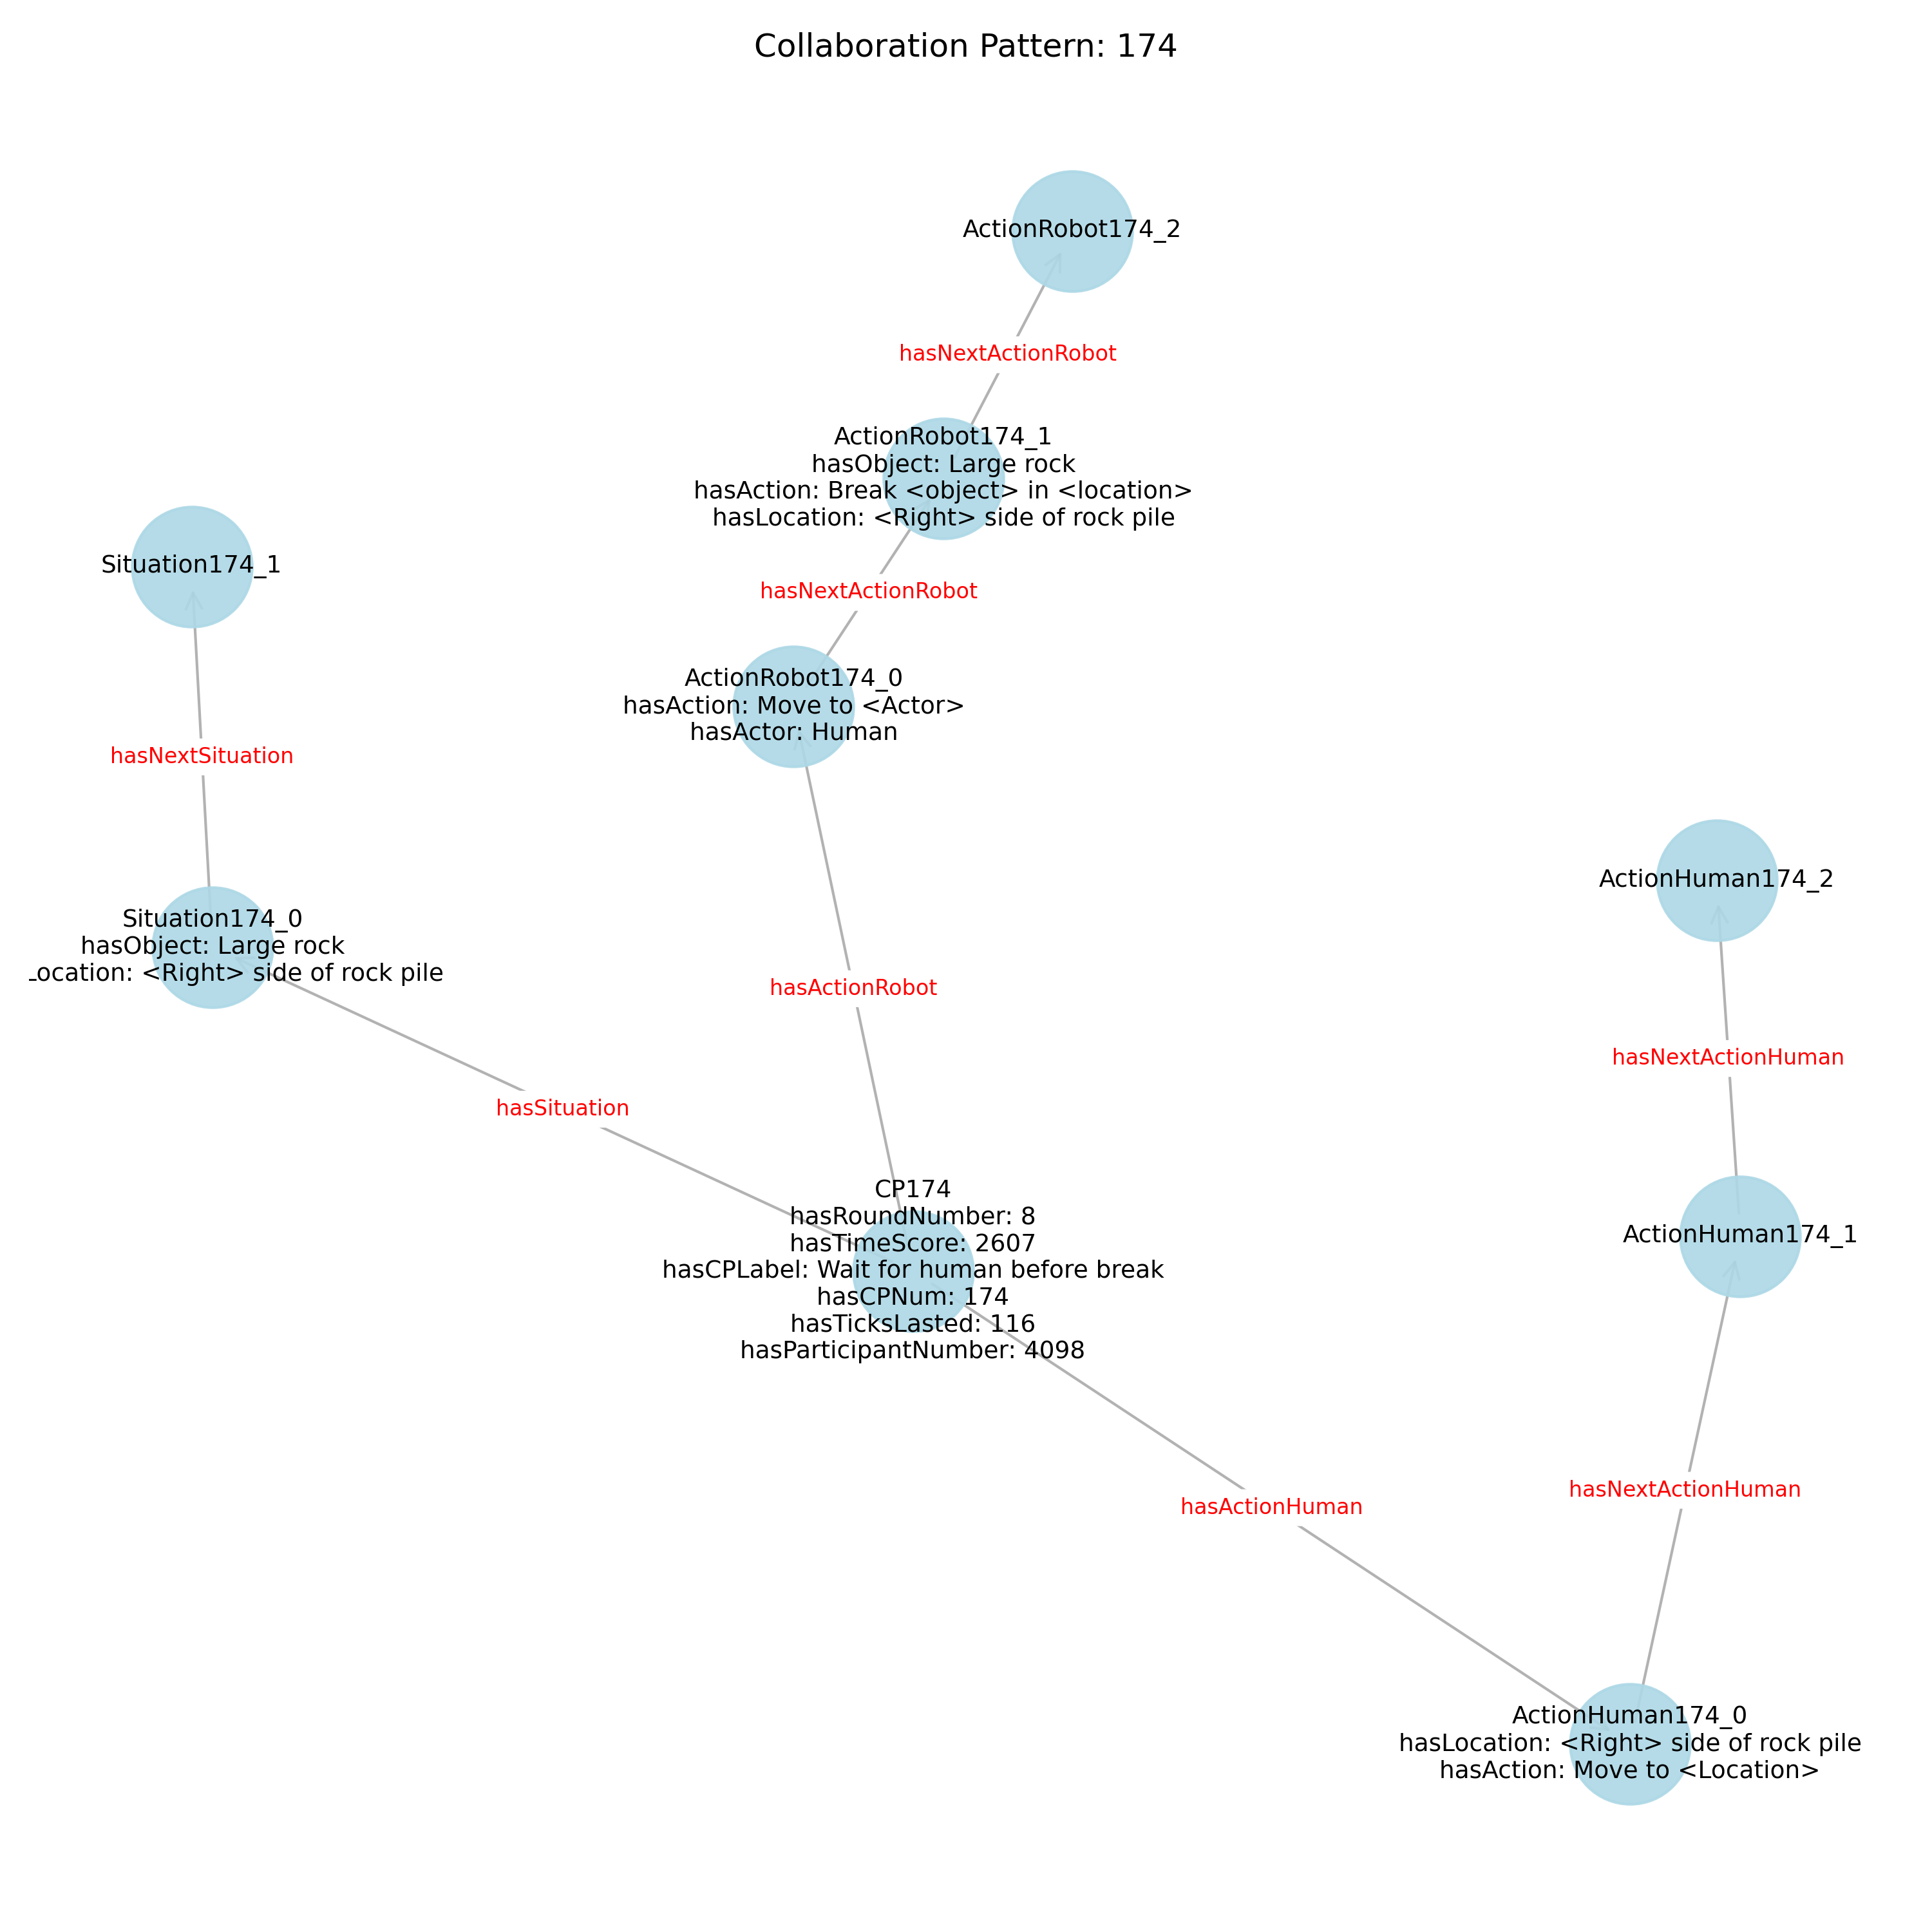 Collaboration Pattern: 174
ActionRobot174_2
hasNextActionRobot
ActionRobot174_1
hasObject: Large rock
hasAction: Break <object> in <location>
hasLocation: <Right> side of rock pile
Situation174_1
hasNextActionRobot
ActionRobot174_0
hasAction: Move to <Actor>
hasActor: Human
hasNextSituation
ActionHuman174_2
Situation174_0
hasObject: Large rock
Location: <Right> side of rock pile
hasActionRobot
hasNextActionHuman
hasSituation
CP174
hasRoundNumber: 8
hasTimeScore: 2607
hasCPLabel: Wait for human before break
hasCPNum: 174
hasTicksLasted: 116
hasParticipantNumber: 4098
ActionHuman174_1
hasNextActionHuman
hasActionHuman
ActionHuman174_0
hasLocation: <Right> side of rock pile
hasAction: Move to <Location>